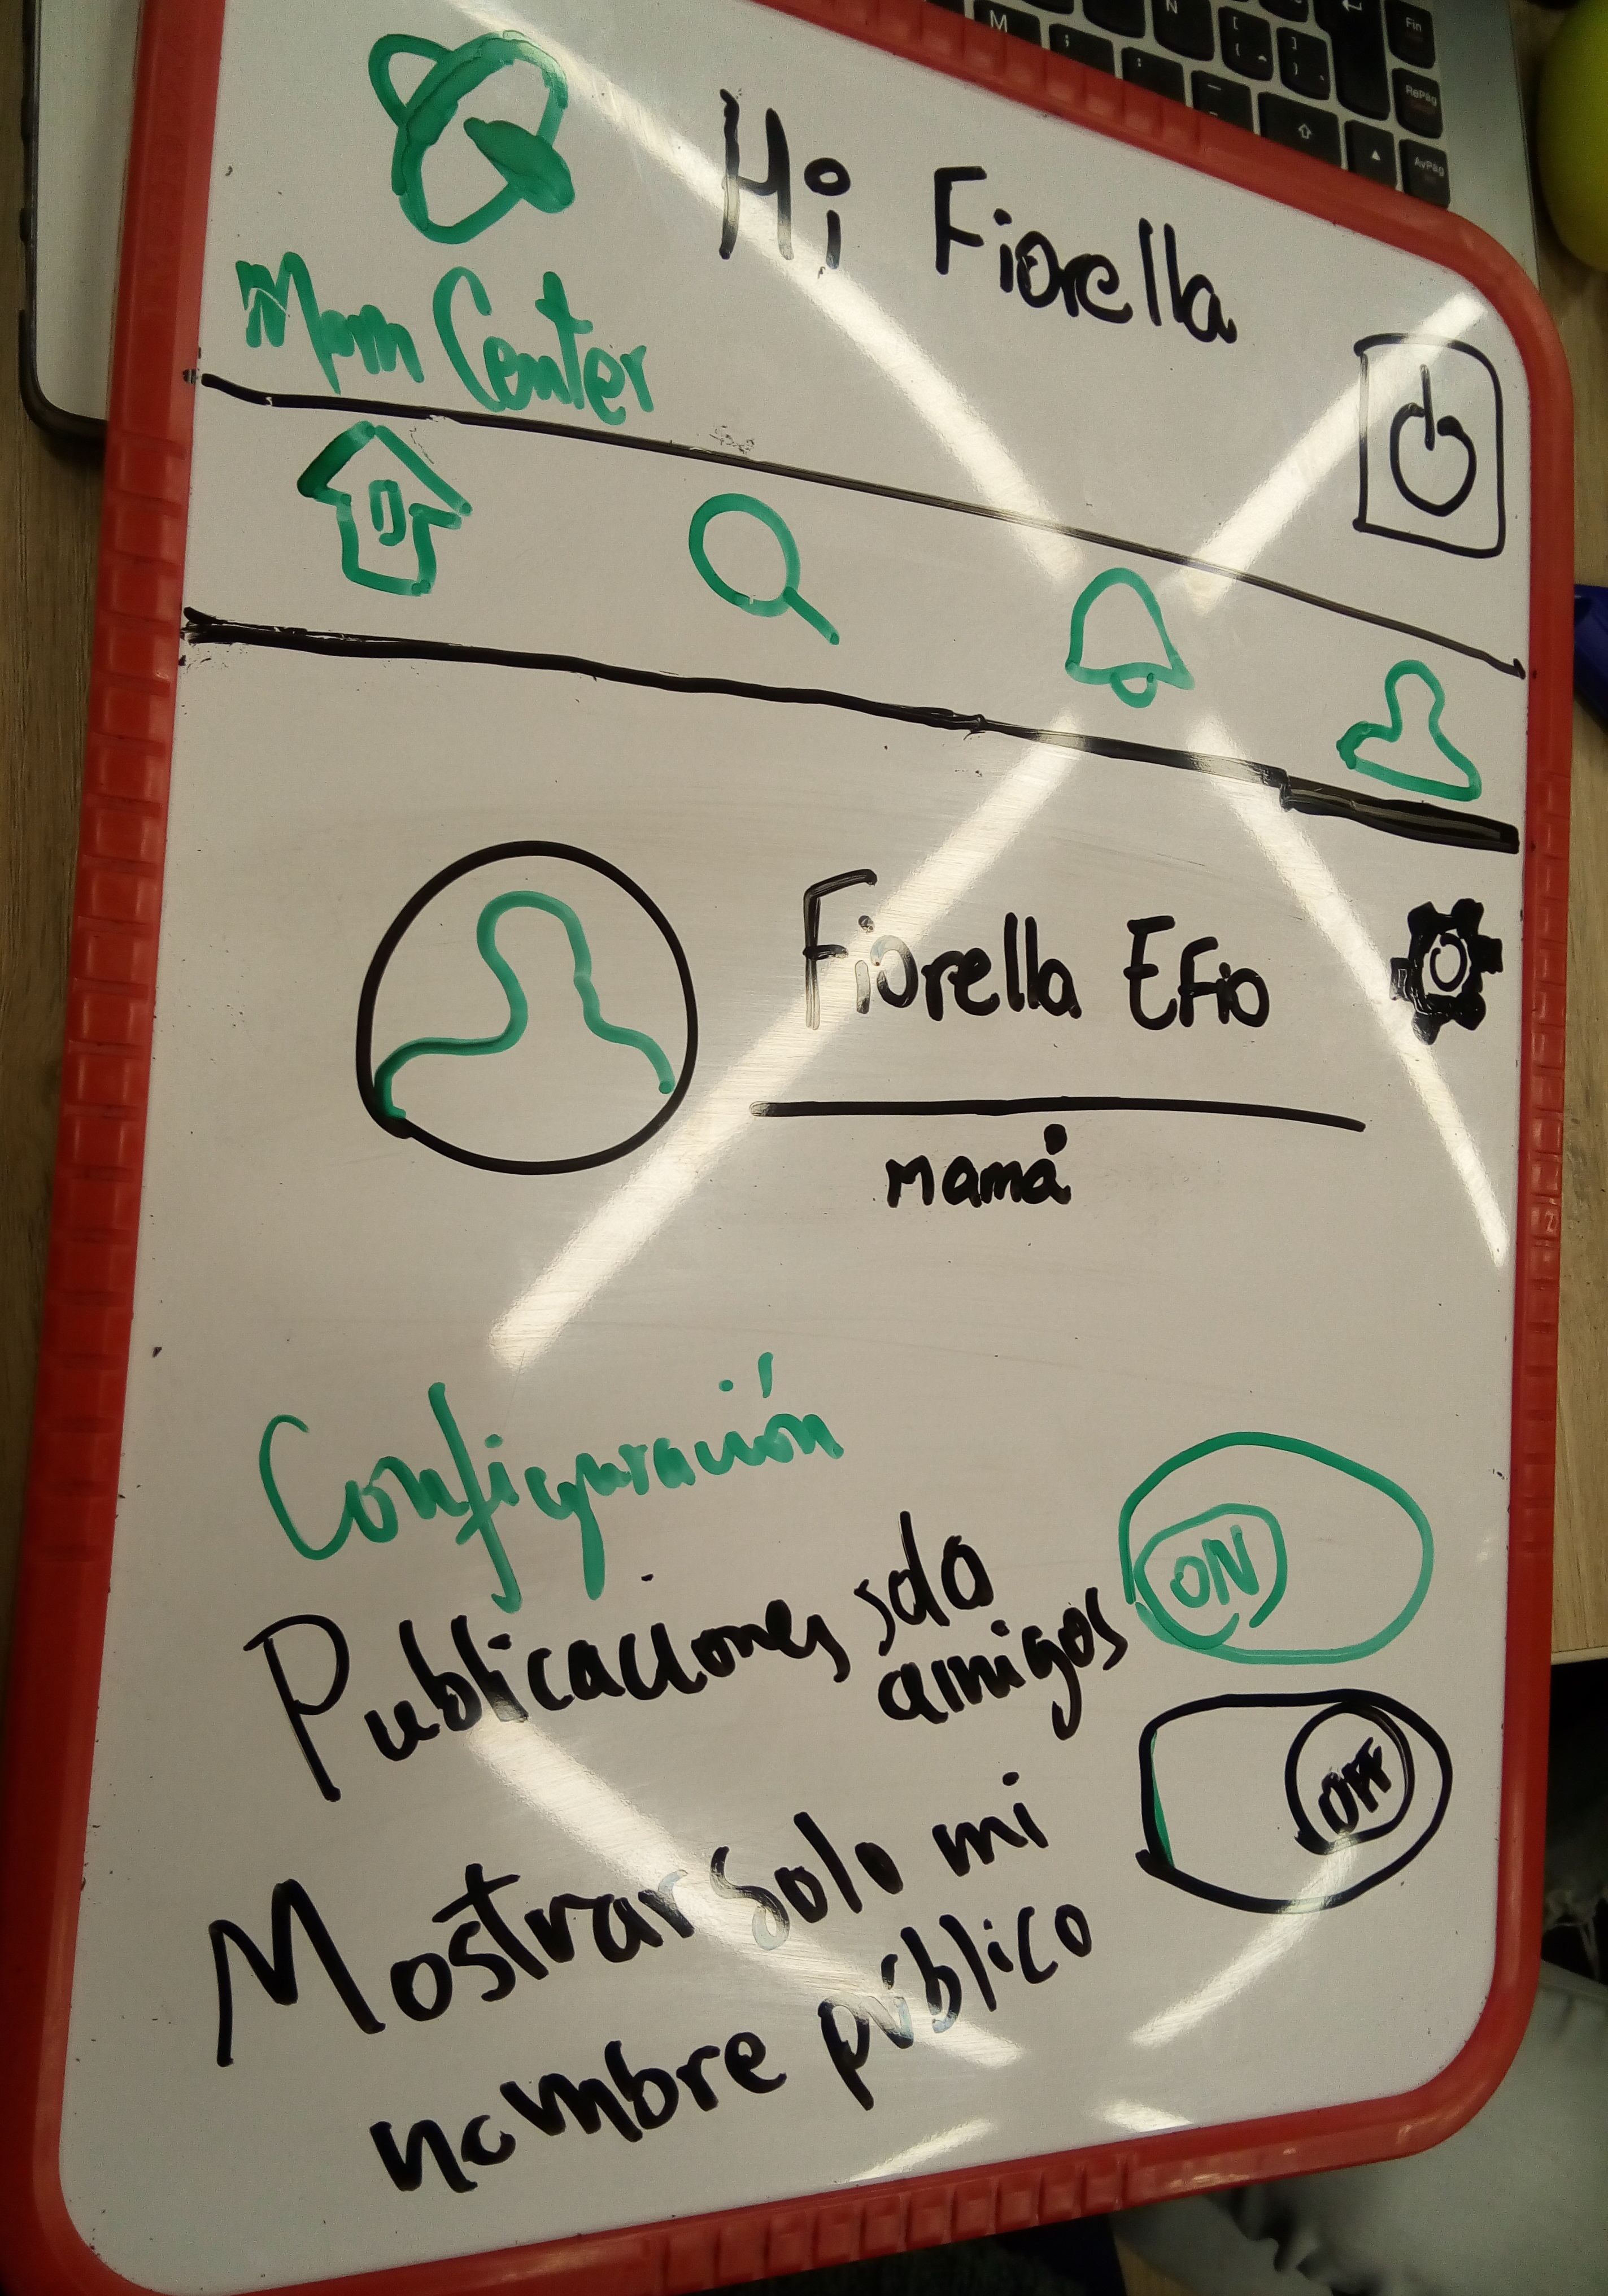 Hi Fiorella
Mom Center
Fiorella Efio
mamá
Configuración
Publicaciones solo
amigos
ON
OFF
Mostrar solo mi
nombre público
M
N
Fin
RePág
AvPág